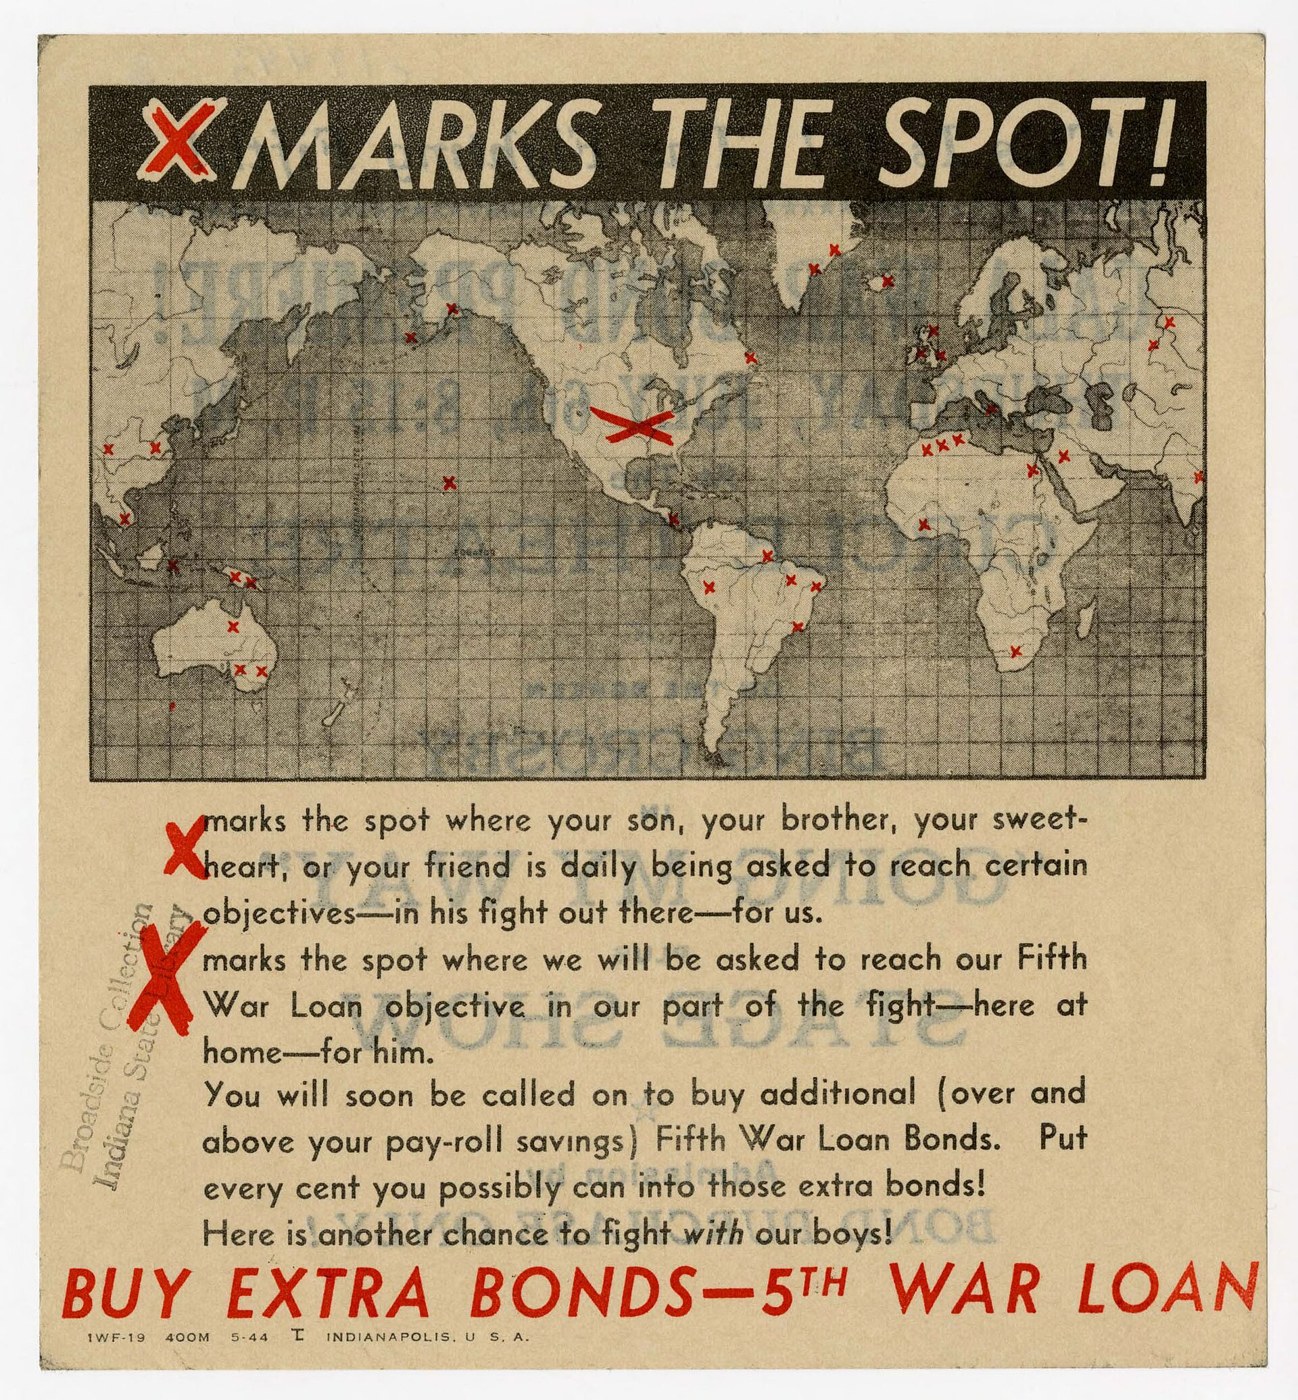 X MARKS THE SPOT!
X marks the spot where your son, your brother, your sweet-
heart, or your friend is daily being asked to reach certain
objectives—in his fight out there—for us.
X marks the spot where we will be asked to reach our Fifth
War Loan objective in our part of the fight—here at
home—for him.
You will soon be called on to buy additional (over and
above your pay-roll savings) Fifth War Loan Bonds. Put
every cent you possibly can into those extra bonds!
Here is another chance to fight with our boys!
BUY EXTRA BONDS—5TH WAR LOAN
1WF-19 400M 5-44 INDIANAPOLIS, U. S. A.
Broadside Collection
Indiana State Library